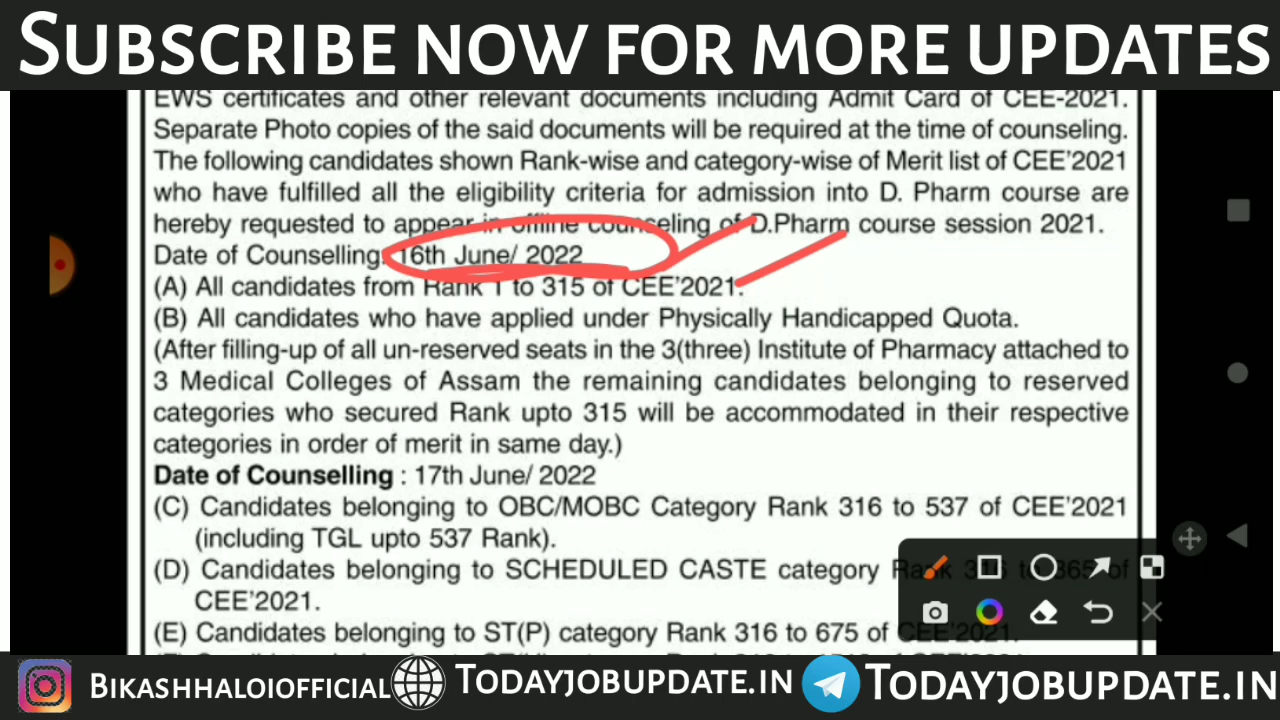 SUBSCRIBE NOW FOR MORE UPDATES
EWS certificates and other relevant documents including Admit Card of CEE-2021.
Separate Photo copies of the said documents will be required at the time of counseling.
The following candidates shown Rank-wise and category-wise of Merit list of CEE'2021
who have fulfilled all the eligibility criteria for admission into D. Pharm course are
hereby requested to appear in offline counseling of D.Pharm course session 2021.
Date of Counselling: 16th June/ 2022
(A) All candidates from Rank 1 to 315 of CEE'2021.
(B) All candidates who have applied under Physically Handicapped Quota.
(After filling-up of all un-reserved seats in the 3(three) Institute of Pharmacy attached to
3 Medical Colleges of Assam the remaining candidates belonging to reserved
categories who secured Rank upto 315 will be accommodated in their respective
categories in order of merit in same day.)
Date of Counselling : 17th June/ 2022
(C) Candidates belonging to OBC/MOBC Category Rank 316 to 537 of CEE'2021
(including TGL upto 537 Rank).
(D) Candidates belonging to SCHEDULED CASTE category Rank 316 to 365 of
CEE'2021.
(E) Candidates belonging to ST(P) category Rank 316 to 675 of CEE'2021.
BIKASHHALOIOFFICIAL TODAYJOBUPDATE.IN TODAYJOBUPDATE.IN